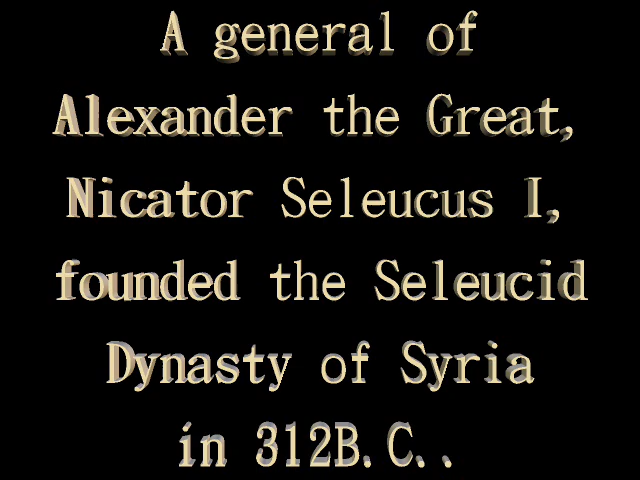 A general of
Alexander the Great,
Nicator Seleucus I,
founded the Seleucid
Dynasty of Syria
in 312B.C..